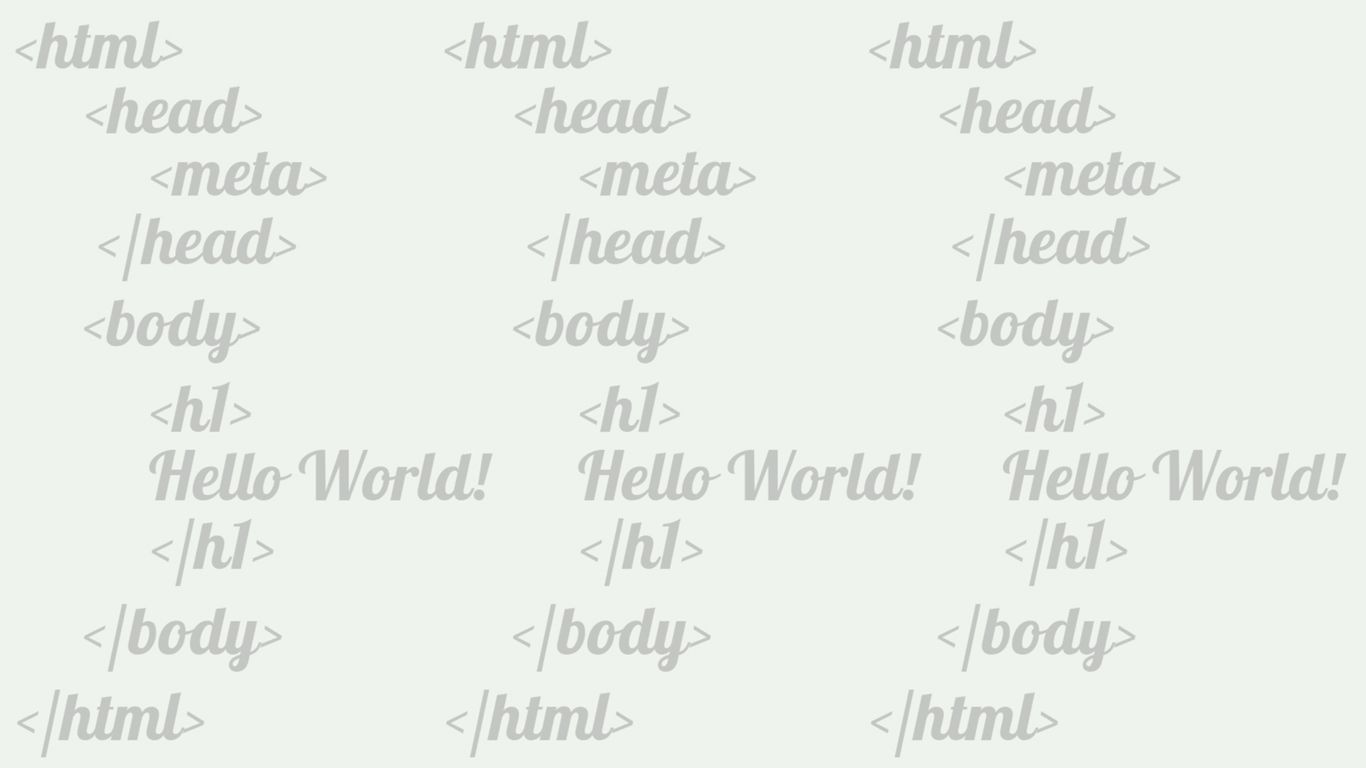 <html>
<head>
<meta>
</head>
<body>
<h1>
Hello World!
</h1>
</body>
</html>
<html>
<head>
<meta>
</head>
<body>
<h1>
Hello World!
</h1>
</body>
</html>
<html>
<head>
<meta>
</head>
<body>
<h1>
Hello World!
</h1>
</body>
</html>